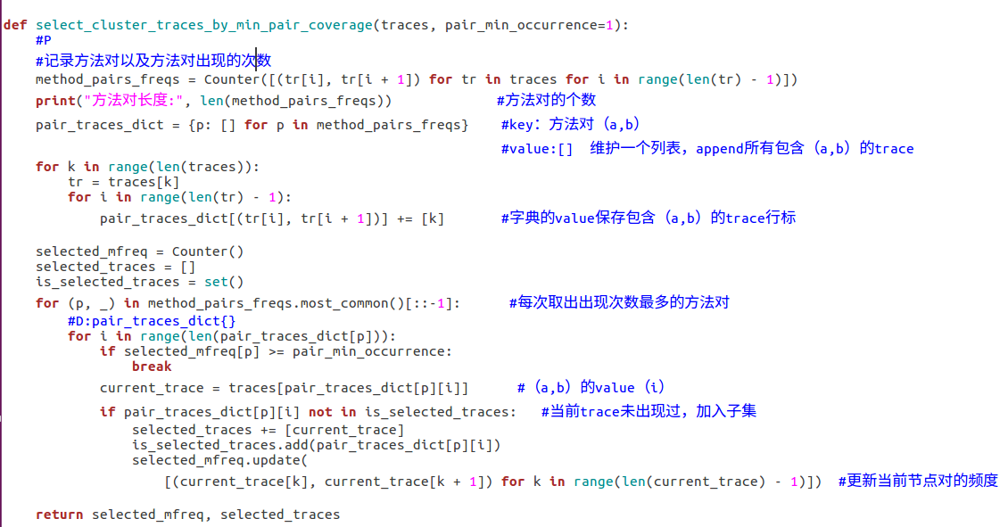 def select_cluster_traces_by_min_pair_coverage(traces, pair_min_occurrence=1):
#P
#记录方法对以及方法对出现的次数
method_pairs_freqs = Counter([(tr[i], tr[i + 1]) for tr in traces for i in range(len(tr) - 1)])
print("方法对长度:", len(method_pairs_freqs)) #方法对的个数
pair_traces_dict = {p: [] for p in method_pairs_freqs} #key：方法对（a,b）
#value:[] 维护一个列表，append所有包含（a,b）的trace
for k in range(len(traces)):
tr = traces[k]
for i in range(len(tr) - 1):
pair_traces_dict[(tr[i], tr[i + 1])] += [k] #字典的value保存包含（a,b）的trace行标
selected_mfreq = Counter()
selected_traces = []
is_selected_traces = set()
for (p, _) in method_pairs_freqs.most_common()[::-1]: #每次取出出现次数最多的方法对
#D:pair_traces_dict{}
for i in range(len(pair_traces_dict[p])):
if selected_mfreq[p] >= pair_min_occurrence:
break
current_trace = traces[pair_traces_dict[p][i]] #（a,b）的value（i）
if pair_traces_dict[p][i] not in is_selected_traces: #当前trace未出现过，加入子集
selected_traces += [current_trace]
is_selected_traces.add(pair_traces_dict[p][i])
selected_mfreq.update(
[(current_trace[k], current_trace[k + 1]) for k in range(len(current_trace) - 1)]) #更新当前节点对的频度
return selected_mfreq, selected_traces